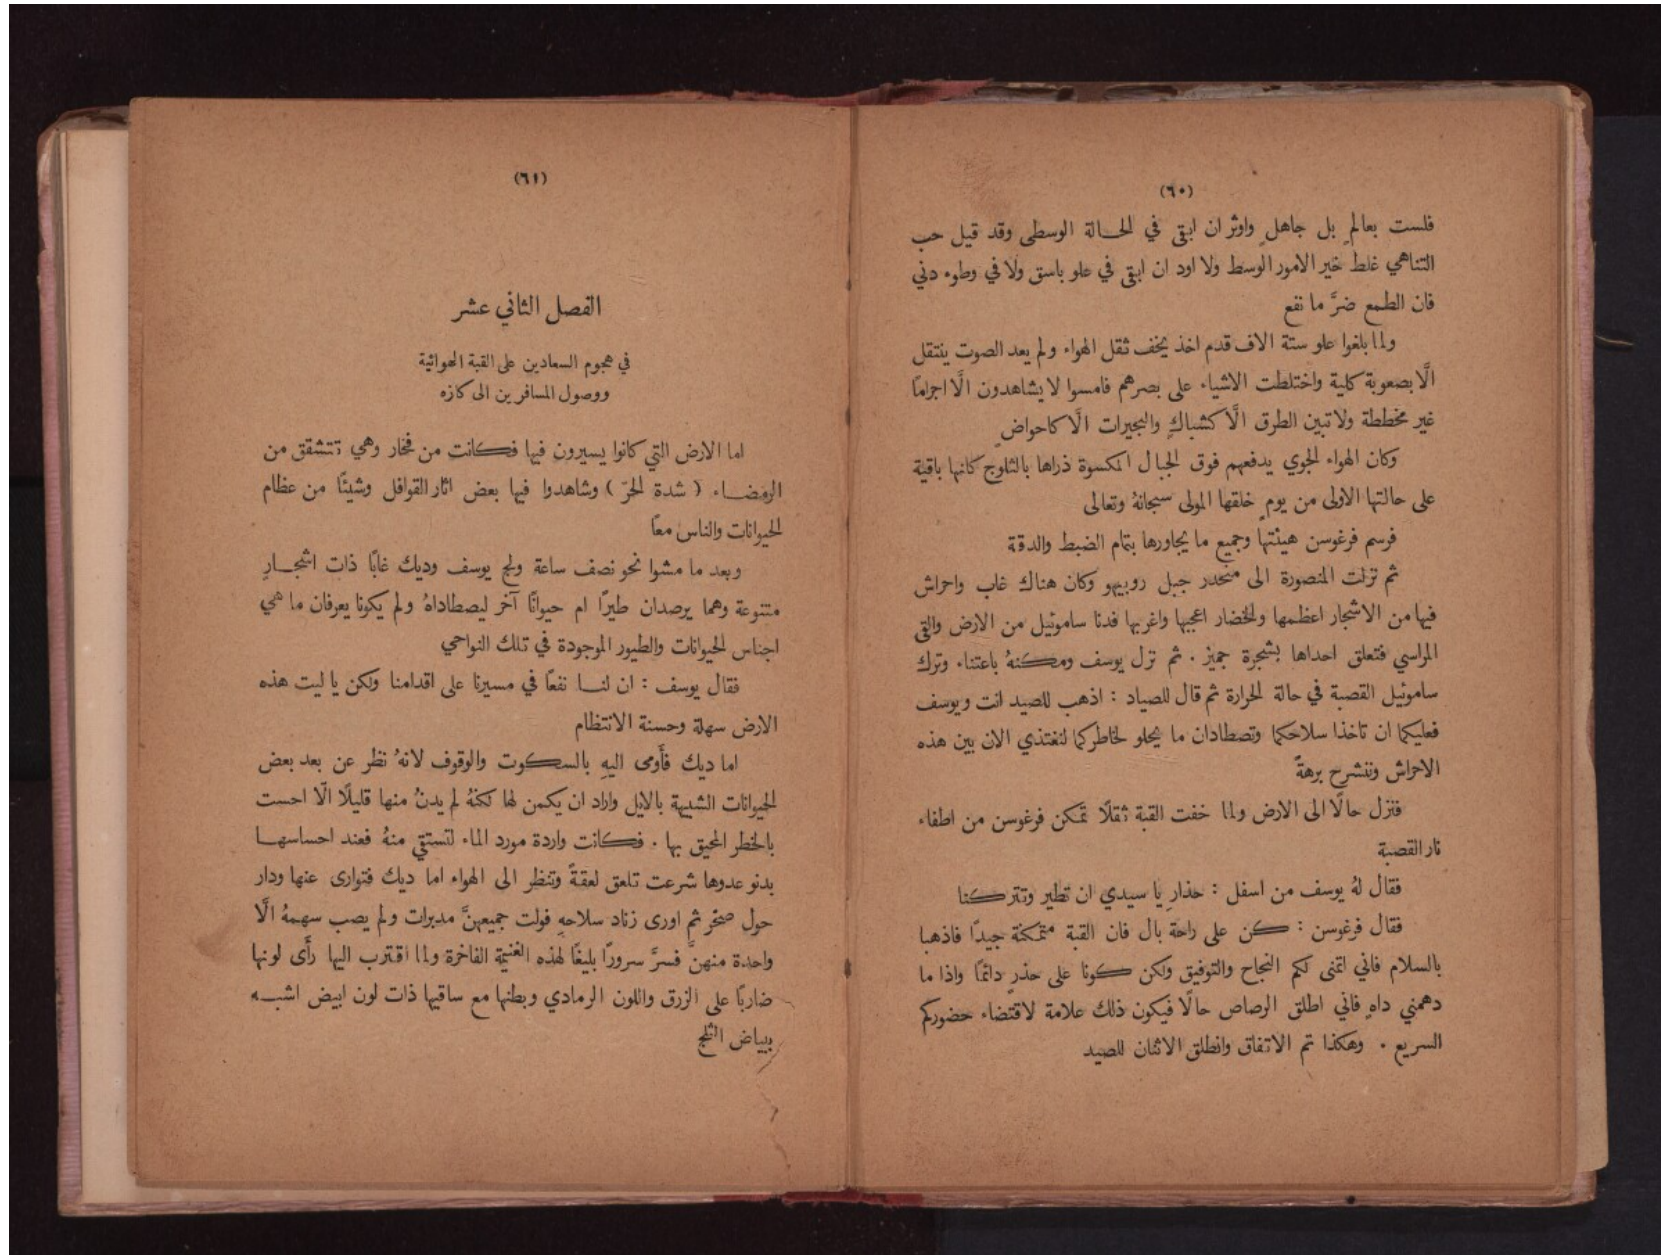 (٦٠)
فلست بعالمٍ بل جاهلٍ واوثر ان ابقى في الحالة الوسطى وقد قيل حب
التناهي غلط خير الامور الوسط ولا اود ان ابقى في علو باسق ولا في وطوء دني
فان الطمع ضرَّ ما نفع
ولما بلغوا علو ستة الاف قدم اخذ يخف ثقل الهواء ولم يعد الصوت ينتقل
الَّا بصعوبة كلية واختلطت الاشياء على بصرهم فامسوا لا يشاهدون الَّا اجرامًا
غير مخططة ولا تبين الطرق الَّا كشباكٍ والبحيرات الَّا كاحواضٍ
وكان الهواء الجوي يدفعهم فوق الجبال المكسوة ذراها بالثلوج كانها باقية
على حالتها الاولى من يومٍ خلقها المولى سبحانهُ وتعالى
فرسم فرغوسن هيئتها وجميع ما يجاورها بتمام الضبط والدقة
ثم نزلت المنصورة الى منحدر جبل روبيهو وكان هناك غاب واحراش
فيها من الاشجار اعظمها والخضار اعجبها واغربها فدنا ساموئيل من الارض والقى
المراسي فتعلق احداها بشجرة جميز . ثم نزل يوسف ومكنهُ باعتناء وترك
ساموئيل القصبة في حالة الحرارة ثم قال للصياد : اذهب للصيد انت ويوسف
فعليكما ان تاخذا سلاحكما وتصطادان ما يحلو لخاطركما لنغتذي الان بين هذه
الاحراش وننشرح برهةً
فنزل حالًا الى الارض ولما خفت القبة ثقلًا تمكن فرغوسن من اطفاء
نار القصبة
فقال لهُ يوسف من اسفل : حذارِ يا سيدي ان تطير وتتركنا
فقال فرغوسن : كن على راحة بال فان القبة متمكنة جيدًا فاذهبا
بالسلام فاني اتمنى لكم النجاح والتوفيق ولكن كونا على حذرٍ دائمًا واذا ما
دهمني داهٍ فاني اطلق الرصاص حالًا فيكون ذلك علامة لاقتضاء حضوركم
السريع . وهكذا تم الاتفاق وانطلق الاثنان للصيد
(٦١)
الفصل الثاني عشر
في هجوم السعادين على القبة الهوائية
ووصول المسافرين الى كازه
اما الارض التي كانوا يسيرون فيها فكانت من فخار وهي تتشقق من
الرمضاء ( شدة الحرّ ) وشاهدوا فيها بعض اثار القوافل وشيئًا من عظام
الحيوانات والناس معًا
وبعد ما مشوا نحو نصف ساعة ولج يوسف وديك غابًا ذات اشجارٍ
متنوعة وهما يرصدان طيرًا ام حيوانًا آخر ليصطاداهُ ولم يكونا يعرفان ما هي
اجناس الحيوانات والطيور الموجودة في تلك النواحي
فقال يوسف : ان لنا نفعًا في مسيرنا على اقدامنا ولكن يا ليت هذه
الارض سهلة وحسنة الانتظام
اما ديك فأَومى اليهِ بالسكوت والوقوف لانهُ نظر عن بعد بعض
الحيوانات الشبيهة بالايل واراد ان يكمن لها لكنهُ لم يدنُ منها قليلًا الّا احست
بالخطر المحيق بها . فكانت واردة مورد الماء لتستقي منهُ فعند احساسها
بدنو عدوها شرعت تلعق لعقةً وتنظر الى الهواء اما ديك فتوارى عنها ودار
حول صخر ثم اورى زناد سلاحهِ فولت جميعهنَّ مدبرات ولم يصب سهمهُ الَّا
واحدة منهنَّ فسرَّ سرورًا بليغًا لهذه الغنيمة الفاخرة ولما اقترب اليها رأَى لونها
ضاربًا على الزرق واللون الرمادي وبطنها مع ساقيها ذات لون ابيض اشبه
ببياض الثلج